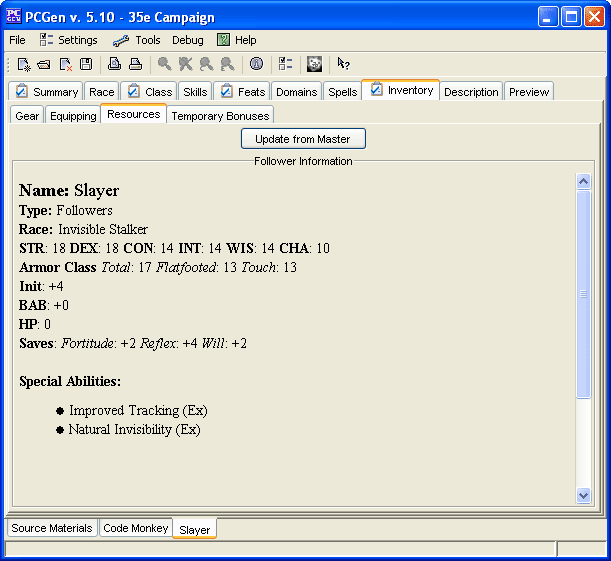 PCGen v. 5.10 - 35e Campaign
File Settings Tools Debug Help
Summary Race Class Skills Feats Domains Spells Inventory Description Preview
Gear Equipping Resources Temporary Bonuses
Update from Master
Follower Information
Name: Slayer
Type: Followers
Race: Invisible Stalker
STR: 18 DEX: 18 CON: 14 INT: 14 WIS: 14 CHA: 10
Armor Class Total: 17 Flatfooted: 13 Touch: 13
Init: +4
BAB: +0
HP: 0
Saves: Fortitude: +2 Reflex: +4 Will: +2
Special Abilities:
● Improved Tracking (Ex)
● Natural Invisibility (Ex)
Source Materials Code Monkey Slayer